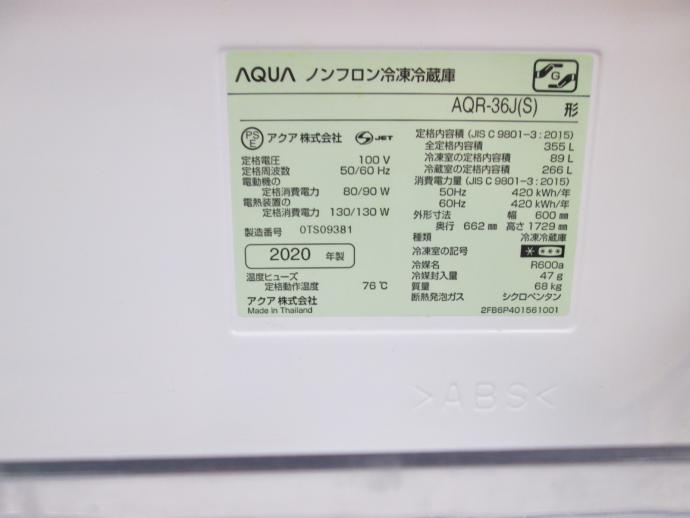 AQUA ノンフロン冷凍冷蔵庫
G
AQR-36J(S) 形
PSE アクア 株式会社 JET
定格電圧 100 V
定格周波数 50/60 Hz
電動機の
定格消費電力 80/90 W
電熱装置の
定格消費電力 130/130 W
製造番号 0TS09381
2020 年製
温度ヒューズ
定格動作温度 76℃
アクア 株式会社
Made in Thailand
定格内容積 (JIS C 9801-3 : 2015)
全定格内容積 355 L
冷凍室の定格内容積 89 L
冷蔵室の定格内容積 266 L
消費電力量 (JIS C 9801-3 : 2015)
50Hz 420 kWh/年
60Hz 420 kWh/年
外形寸法 幅 600 mm
奥行 662 mm 高さ 1729 mm
種類 冷凍冷蔵庫
冷凍室の記号
冷媒名 R600a
冷媒封入量 47 g
質量 68 kg
断熱発泡ガス シクロペンタン
2FB6P401561001
>ABS<